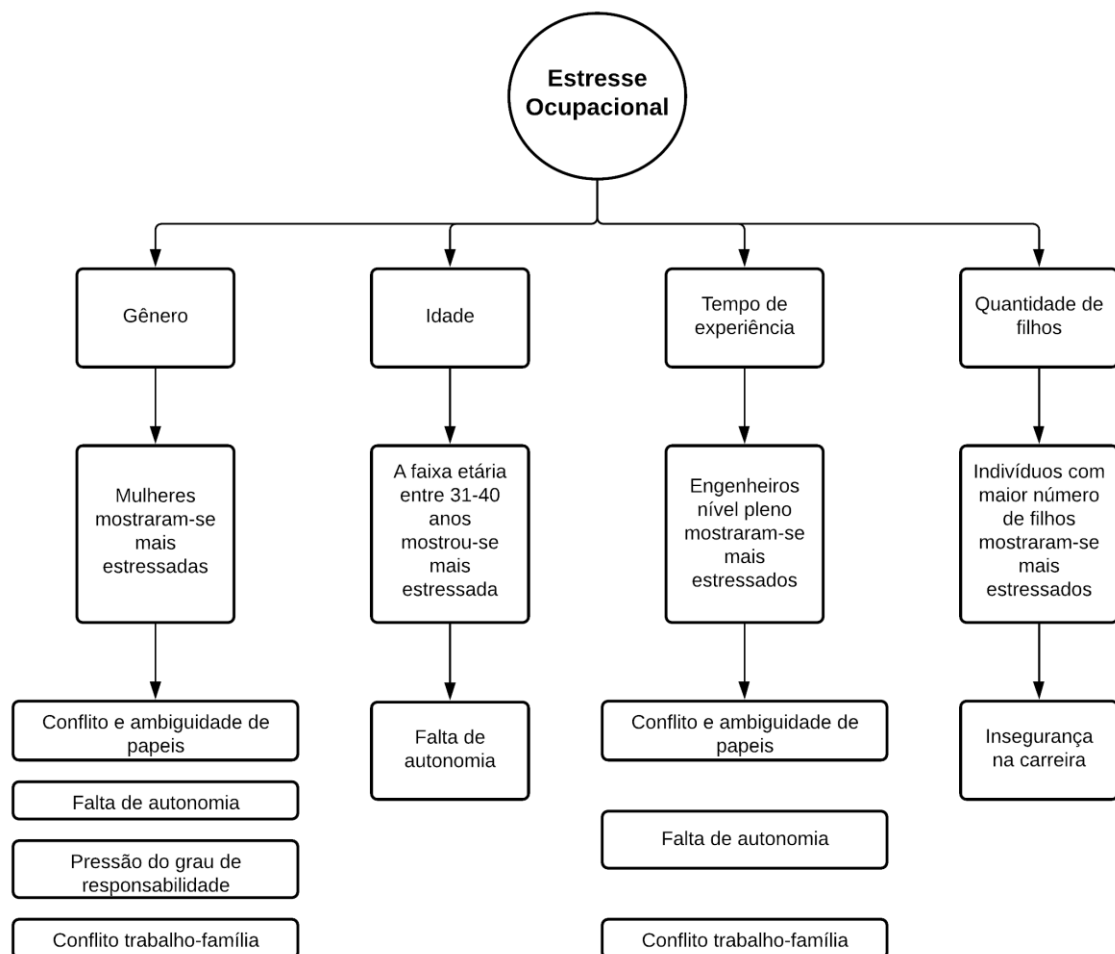 Estresse
Ocupacional
Gênero
Idade
Tempo de
experiência
Quantidade de
filhos
Mulheres
mostraram-se
mais
estressadas
A faixa etária
entre 31-40
anos
mostrou-se
mais
estressada
Engenheiros
nível pleno
mostraram-se
mais
estressados
Indivíduos com
maior número
de filhos
mostraram-se
mais
estressados
Conflito e ambiguidade de
papeis
Falta de autonomia
Pressão do grau de
responsabilidade
Conflito trabalho-família
Falta de
autonomia
Conflito e ambiguidade de
papeis
Falta de autonomia
Conflito trabalho-família
Insegurança
na carreira